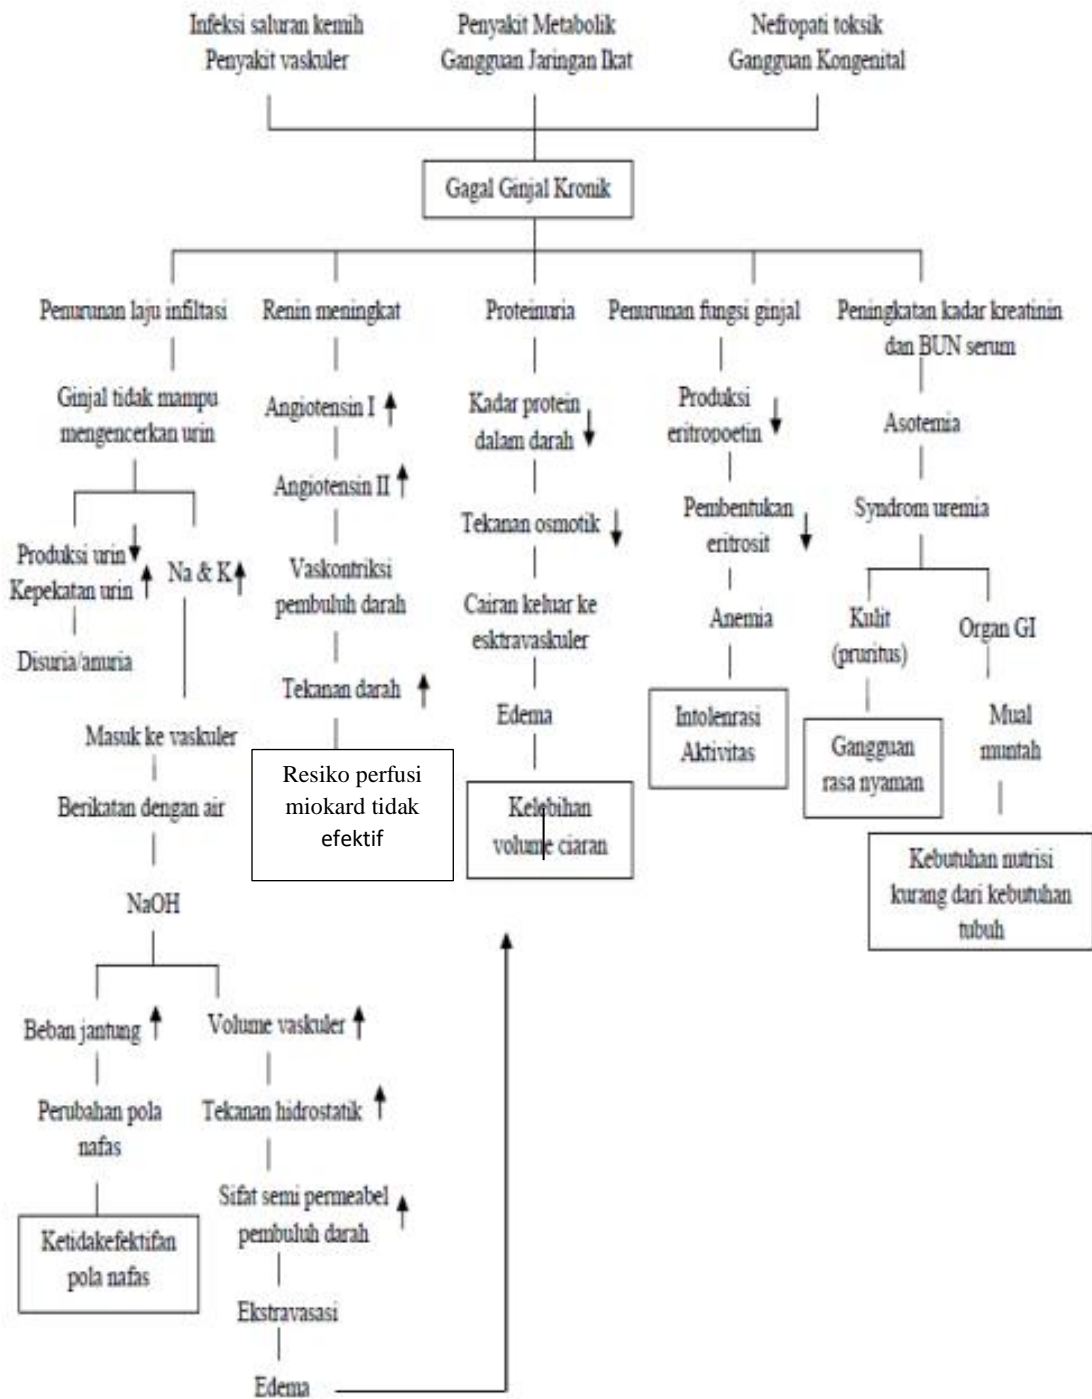 Infeksi saluran kemih
Penyakit vaskuler
Penyakit Metabolik
Gangguan Jaringan Ikat
Nefropati toksik
Gangguan Kongenital
Gagal Ginjal Kronik
Penurunan laju infiltasi
Ginjal tidak mampu
mengencerkan urin
Produksi urin ↓
Kepekatan urin ↑
Disuria/anuria
Na & K ↑
Masuk ke vaskuler
Berikatan dengan air
NaOH
Beban jantung ↑
Perubahan pola
nafas
Ketidakefektifan
pola nafas
Volume vaskuler ↑
Tekanan hidrostatik ↑
Sifat semi permeabel ↑
pembuluh darah
Ekstravasasi
Edema
Renin meningkat
Angiotensin I ↑
Angiotensin II ↑
Vaskontriksi
pembuluh darah
Tekanan darah ↑
Resiko perfusi
miokard tidak
efektif
Proteinuria
Kadar protein
dalam darah ↓
Tekanan osmotik ↓
Cairan keluar ke
esktravaskuler
Edema
Kelebihan
volume ciaran
Penurunan fungsi ginjal
Produksi
eritropoetin ↓
Pembentukan
eritrosit ↓
Anemia
Intolenrasi
Aktivitas
Peningkatan kadar kreatinin
dan BUN serum
Asotemia
Syndrom uremia
Kulit
(pruritus)
Gangguan
rasa nyaman
Organ GI
Mual
muntah
Kebutuhan nutrisi
kurang dari kebutuhan
tubuh